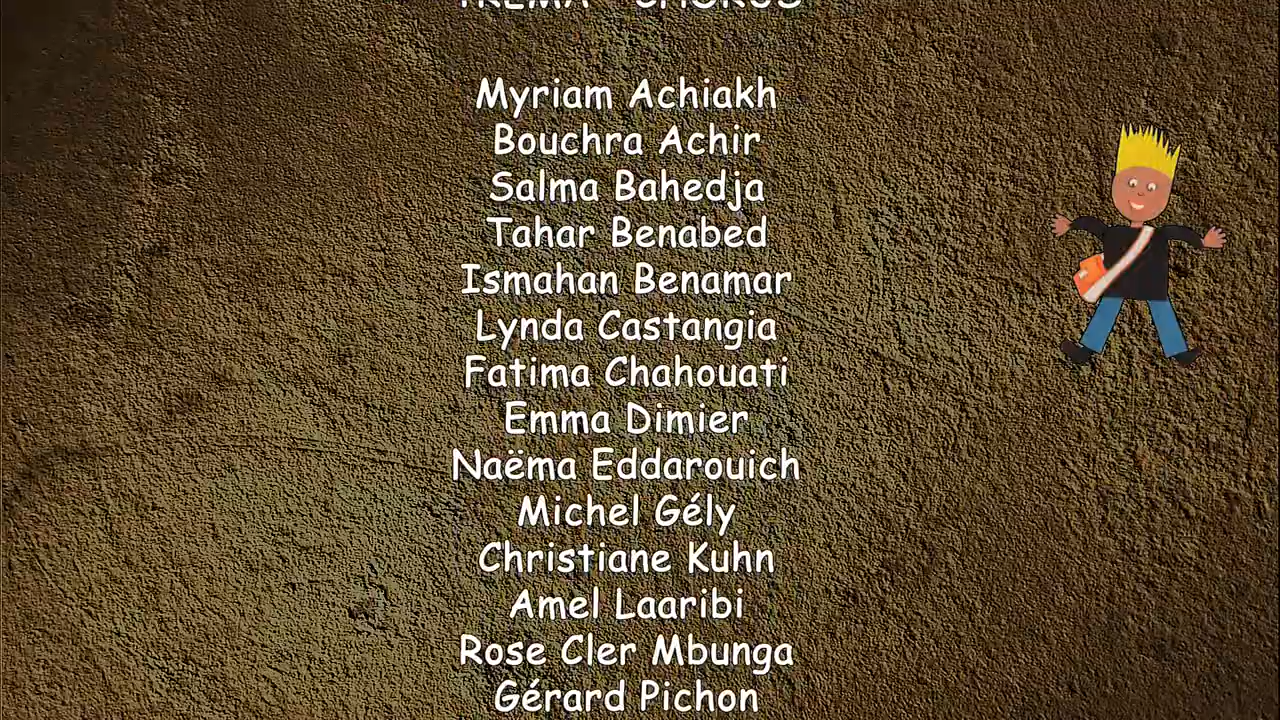 Myriam Achiakh
Bouchra Achir
Salma Bahedja
Tahar Benabed
Ismahan Benamar
Lynda Castangia
Fatima Chahouati
Emma Dimier
Naëma Eddarouich
Michel Gély
Christiane Kuhn
Amel Laaribi
Rose Cler Mbunga
Gérard Pichon